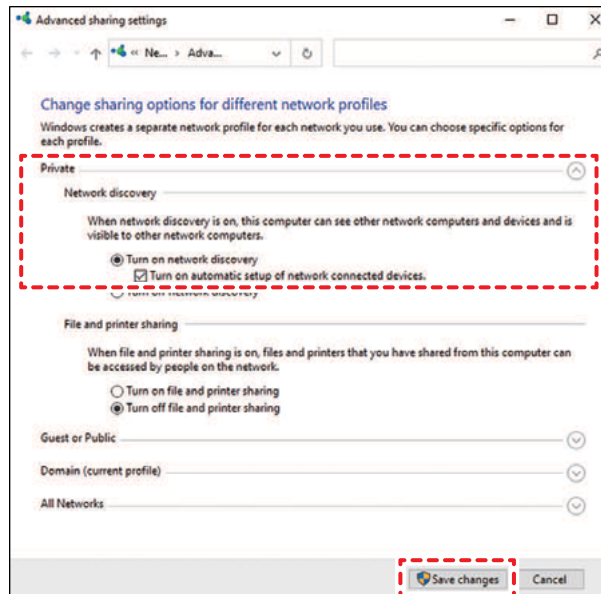 Advanced sharing settings
« Ne... › Adva...
Change sharing options for different network profiles
Windows creates a separate network profile for each network you use. You can choose specific options for
each profile.
Private
Network discovery
When network discovery is on, this computer can see other network computers and devices and is
visible to other network computers.
Turn on network discovery
Turn on automatic setup of network connected devices.
Turn off network discovery
File and printer sharing
When file and printer sharing is on, files and printers that you have shared from this computer can
be accessed by people on the network.
Turn on file and printer sharing
Turn off file and printer sharing
Guest or Public
Domain (current profile)
All Networks
Save changes
Cancel